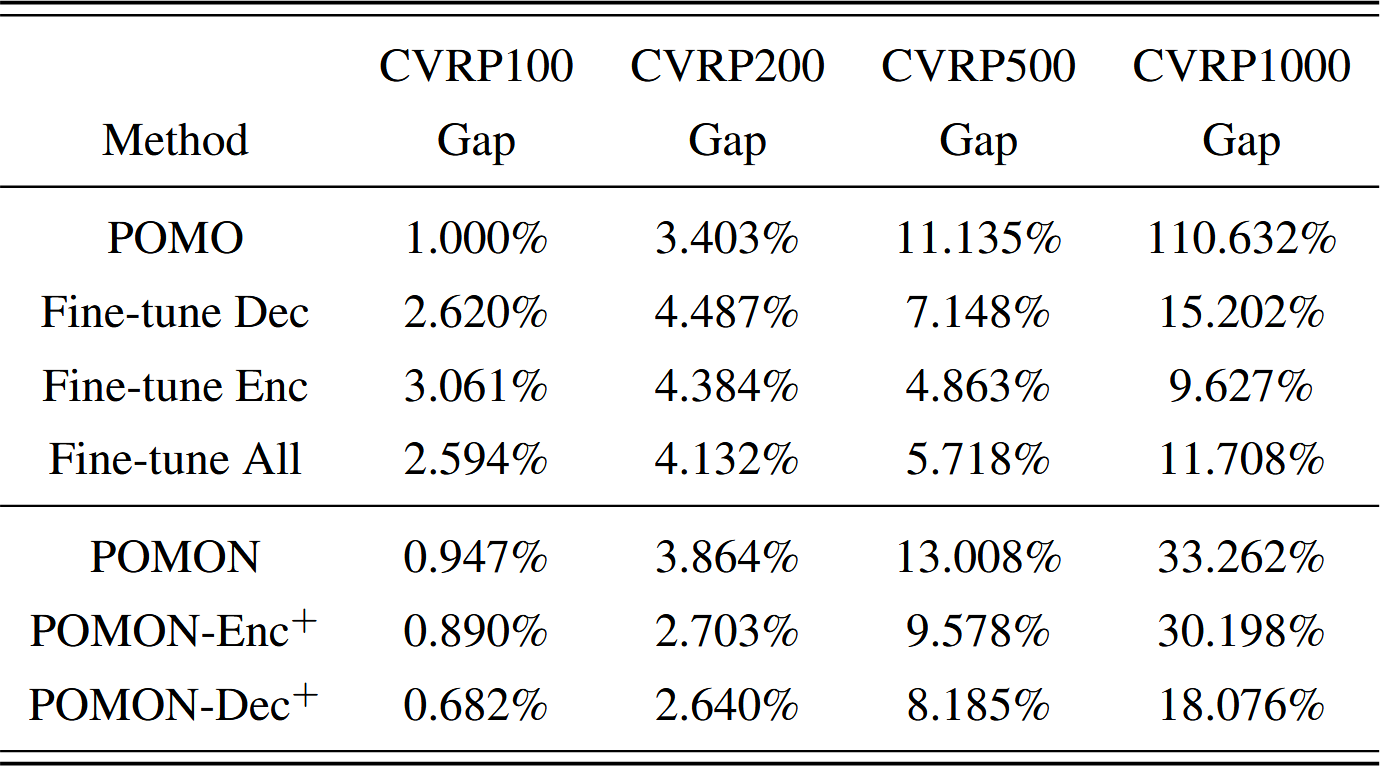 CVRP100 CVRP200 CVRP500 CVRP1000
Method Gap Gap Gap Gap
POMO 1.000% 3.403% 11.135% 110.632%
Fine-tune Dec 2.620% 4.487% 7.148% 15.202%
Fine-tune Enc 3.061% 4.384% 4.863% 9.627%
Fine-tune All 2.594% 4.132% 5.718% 11.708%
POMON 0.947% 3.864% 13.008% 33.262%
POMON-Enc⁺ 0.890% 2.703% 9.578% 30.198%
POMON-Dec⁺ 0.682% 2.640% 8.185% 18.076%